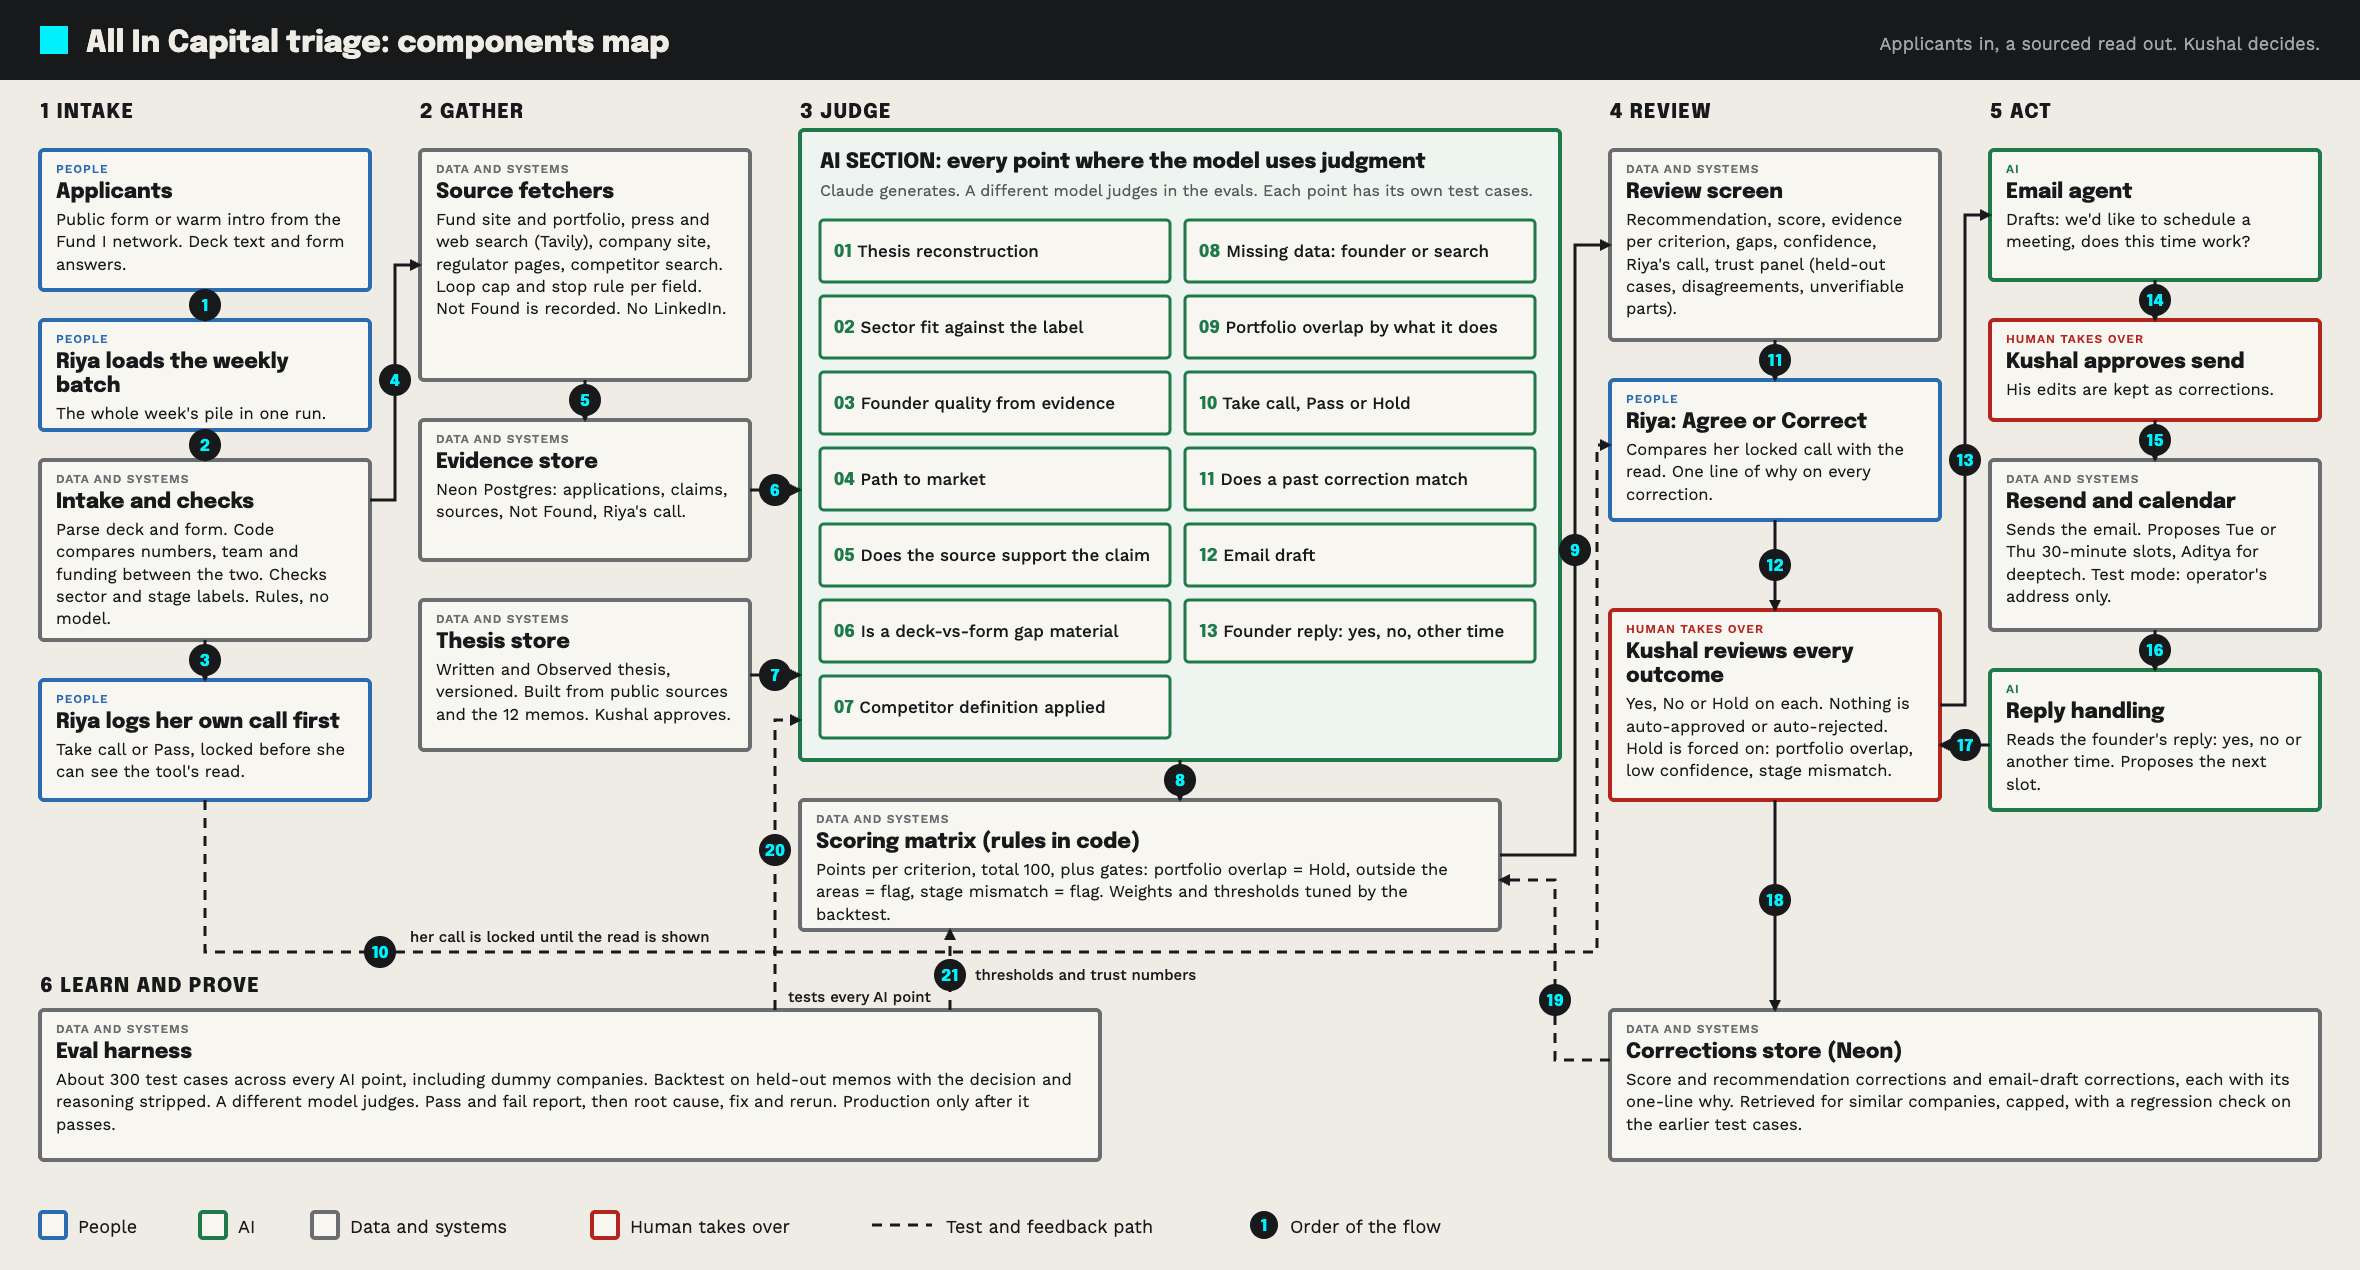 All In Capital triage: components map
Applicants in, a sourced read out. Kushal decides.
1 INTAKE
PEOPLE
Applicants
Public form or warm intro from the
Fund I network. Deck text and form
answers.
1
PEOPLE
Riya loads the weekly
batch
The whole week's pile in one run.
2
DATA AND SYSTEMS
Intake and checks
Parse deck and form. Code
compares numbers, team and
funding between the two. Checks
sector and stage labels. Rules, no
model.
3
PEOPLE
Riya logs her own call first
Take call or Pass, locked before she
can see the tool's read.
4
2 GATHER
DATA AND SYSTEMS
Source fetchers
Fund site and portfolio, press and
web search (Tavily), company site,
regulator pages, competitor search.
Loop cap and stop rule per field.
Not Found is recorded. No LinkedIn.
5
DATA AND SYSTEMS
Evidence store
Neon Postgres: applications, claims,
sources, Not Found, Riya's call.
6
DATA AND SYSTEMS
Thesis store
Written and Observed thesis,
versioned. Built from public sources
and the 12 memos. Kushal approves.
7
3 JUDGE
AI SECTION: every point where the model uses judgment
Claude generates. A different model judges in the evals. Each point has its own test cases.
01 Thesis reconstruction
02 Sector fit against the label
03 Founder quality from evidence
04 Path to market
05 Does the source support the claim
06 Is a deck-vs-form gap material
07 Competitor definition applied
08 Missing data: founder or search
09 Portfolio overlap by what it does
10 Take call, Pass or Hold
11 Does a past correction match
12 Email draft
13 Founder reply: yes, no, other time
8
DATA AND SYSTEMS
Scoring matrix (rules in code)
Points per criterion, total 100, plus gates: portfolio overlap = Hold, outside the
areas = flag, stage mismatch = flag. Weights and thresholds tuned by the
backtest.
9
4 REVIEW
DATA AND SYSTEMS
Review screen
Recommendation, score, evidence
per criterion, gaps, confidence,
Riya's call, trust panel (held-out
cases, disagreements, unverifiable
parts).
11
PEOPLE
Riya: Agree or Correct
Compares her locked call with the
read. One line of why on every
correction.
12
HUMAN TAKES OVER
Kushal reviews every
outcome
Yes, No or Hold on each. Nothing is
auto-approved or auto-rejected.
Hold is forced on: portfolio overlap,
low confidence, stage mismatch.
13
5 ACT
AI
Email agent
Drafts: we'd like to schedule a
meeting, does this time work?
14
HUMAN TAKES OVER
Kushal approves send
His edits are kept as corrections.
15
DATA AND SYSTEMS
Resend and calendar
Sends the email. Proposes Tue or
Thu 30-minute slots, Aditya for
deeptech. Test mode: operator's
address only.
16
AI
Reply handling
Reads the founder's reply: yes, no or
another time. Proposes the next
slot.
17
18
20
10
her call is locked until the read is shown
21
thresholds and trust numbers
tests every AI point
19
6 LEARN AND PROVE
DATA AND SYSTEMS
Eval harness
About 300 test cases across every AI point, including dummy companies. Backtest on held-out memos with the decision and
reasoning stripped. A different model judges. Pass and fail report, then root cause, fix and rerun. Production only after it
passes.
DATA AND SYSTEMS
Corrections store (Neon)
Score and recommendation corrections and email-draft corrections, each with its
one-line why. Retrieved for similar companies, capped, with a regression check on
the earlier test cases.
People
AI
Data and systems
Human takes over
Test and feedback path
1
Order of the flow